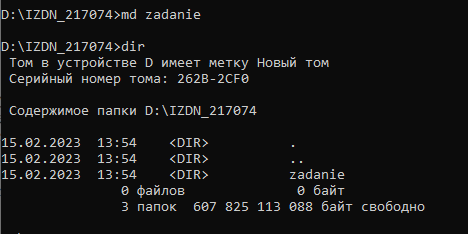 D:\IZDN_217074>md zadanie
D:\IZDN_217074>dir
Том в устройстве D имеет метку Новый том
Серийный номер тома: 262B-2CF0
Содержимое папки D:\IZDN_217074
15.02.2023  13:54    <DIR>          .
15.02.2023  13:54    <DIR>          ..
15.02.2023  13:54    <DIR>          zadanie
0 файлов              0 байт
3 папок  607 825 113 088 байт свободно